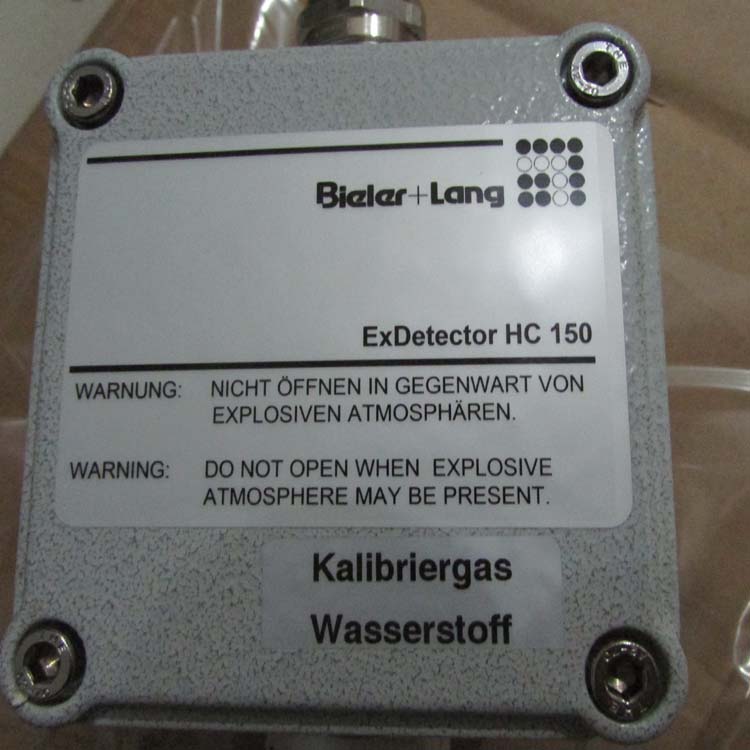 Bieler+Lang
ExDetector HC 150
WARNUNG: NICHT ÖFFNEN IN GEGENWART VON
EXPLOSIVEN ATMOSPHÄREN.
WARNING: DO NOT OPEN WHEN EXPLOSIVE
ATMOSPHERE MAY BE PRESENT.
Kalibriergas
Wasserstoff